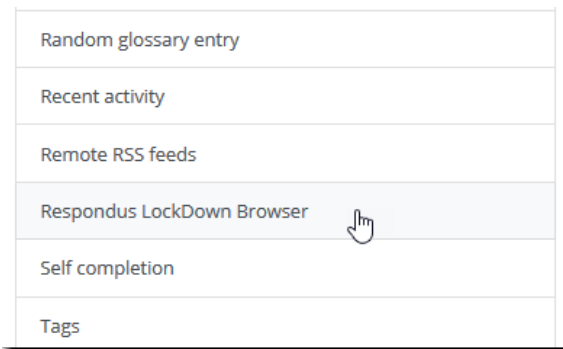 Random glossary entry
Recent activity
Remote RSS feeds
Respondus LockDown Browser
Self completion
Tags